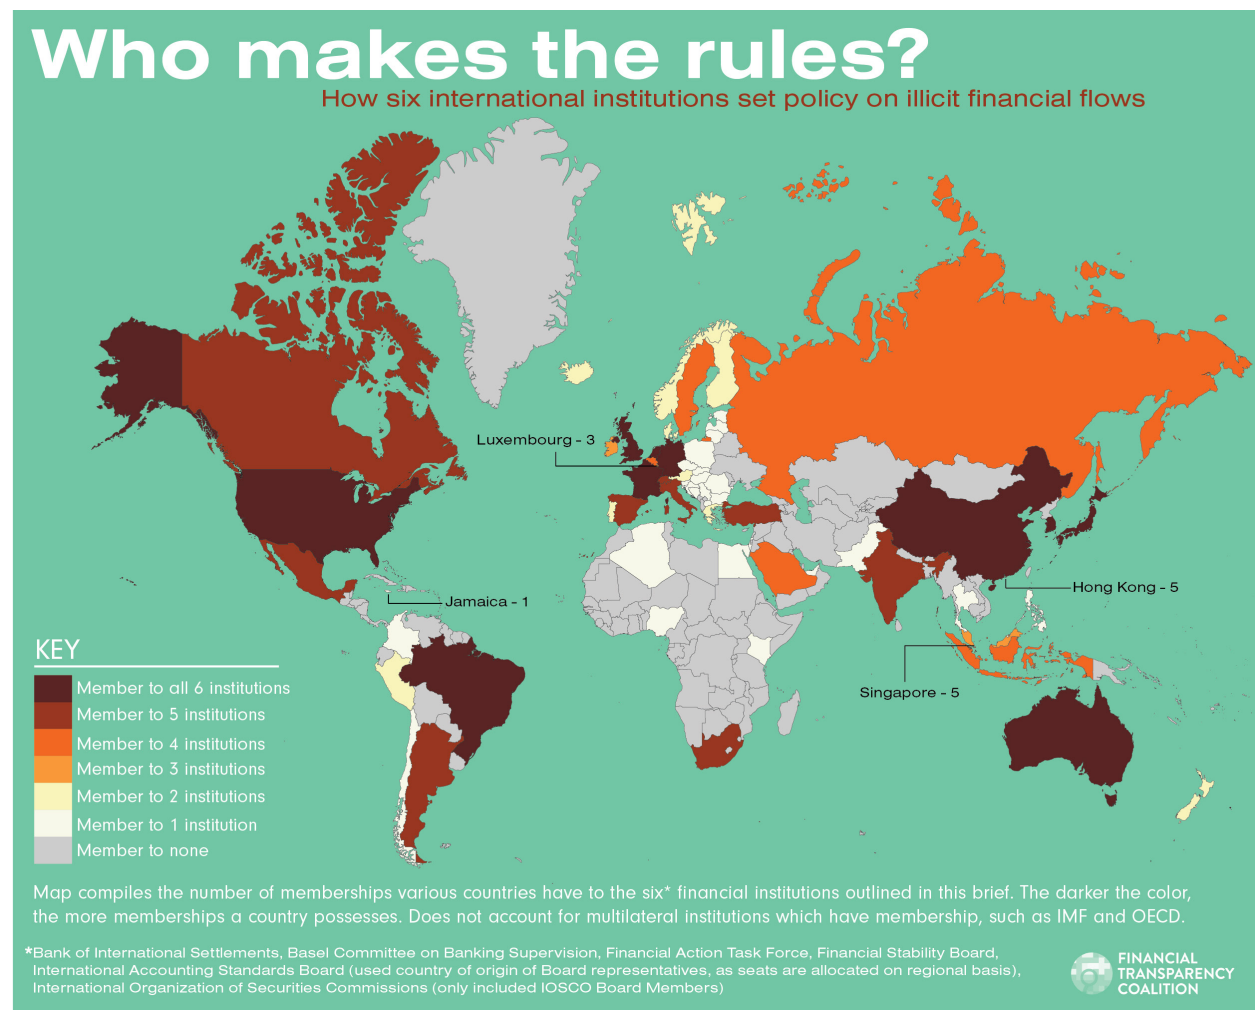 Who makes the rules?
How six international institutions set policy on illicit financial flows
Luxembourg - 3
Hong Kong - 5
Jamaica - 1
Singapore - 5
KEY
Member to all 6 institutions
Member to 5 institutions
Member to 4 institutions
Member to 3 institutions
Member to 2 institutions
Member to 1 institution
Member to none
Map compiles the number of memberships various countries have to the six* financial institutions outlined in this brief. The darker the color,
the more memberships a country possesses. Does not account for multilateral institutions which have membership, such as IMF and OECD.
*Bank of International Settlements, Basel Committee on Banking Supervision, Financial Action Task Force, Financial Stability Board,
International Accounting Standards Board (used country of origin of Board representatives, as seats are allocated on regional basis),
International Organization of Securities Commissions (only included IOSCO Board Members)
FINANCIAL
TRANSPARENCY
COALITION